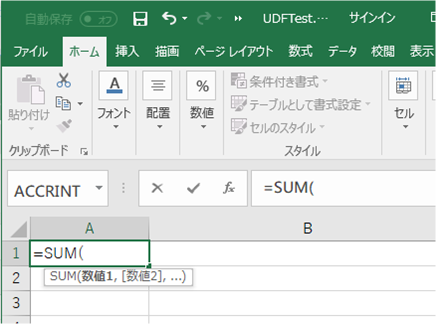 自動保存 オフ UDFTest.… サインイン
ファイル ホーム 挿入 描画 ページ レイアウト 数式 データ 校閲 表示
貼り付け フォント 配置 % 数値 条件付き書式 テーブルとして書式設定 セルのスタイル セル
クリップボード スタイル
ACCRINT fx =SUM(
A B
1 =SUM(
2 SUM(数値1, [数値2], ...)
3